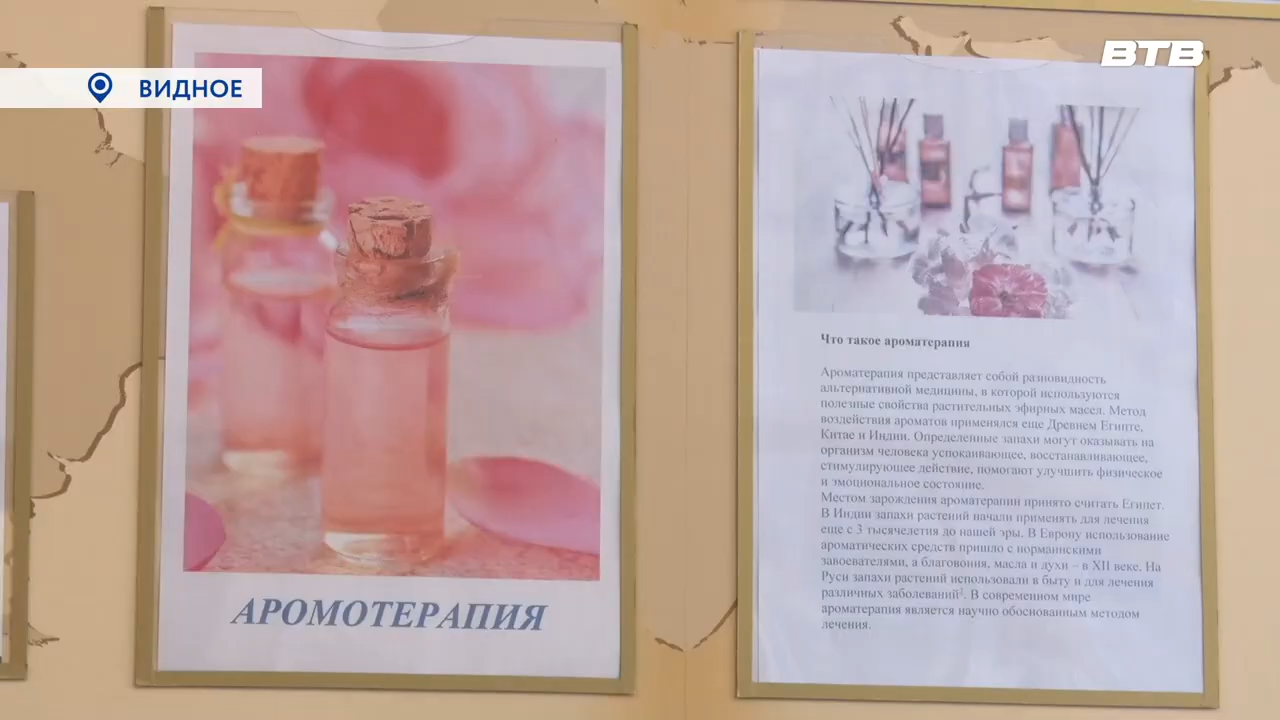 ВИДНОЕ
ВТВ
АРОМОТЕРАПИЯ
Что такое ароматерапия
Ароматерапия представляет собой разновидность
альтернативной медицины, в которой используются
полезные свойства растительных эфирных масел. Метод
воздействия ароматов применялся еще Древнем Египте,
Китае и Индии. Определенные запахи могут оказывать на
организм человека успокаивающее, восстанавливающее,
стимулирующее действие, помогают улучшить физическое
и эмоциональное состояние.
Местом зарождения ароматерапии принято считать Египет.
В Индии запахи растений начали применять для лечения
еще с 3 тысячелетия до нашей эры. В Европу использование
ароматических средств пришло с норманнскими
завоевателями, а благовония, масла и духи – в XII веке. На
Руси запахи растений использовали в быту и для лечения
различных заболеваний². В современном мире
ароматерапия является научно обоснованным методом
лечения.